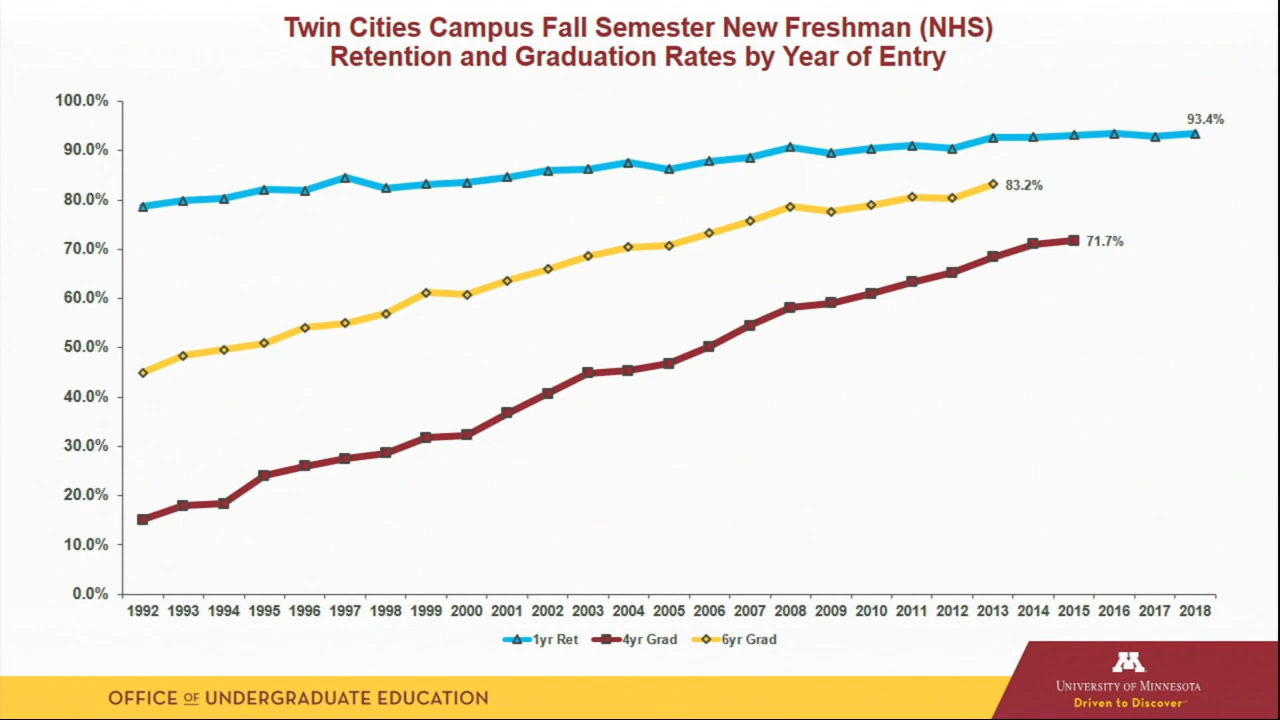 Twin Cities Campus Fall Semester New Freshman (NHS)
Retention and Graduation Rates by Year of Entry
100.0%
90.0%
80.0%
70.0%
60.0%
50.0%
40.0%
30.0%
20.0%
10.0%
0.0%
93.4%
83.2%
71.7%
1992 1993 1994 1995 1996 1997 1998 1999 2000 2001 2002 2003 2004 2005 2006 2007 2008 2009 2010 2011 2012 2013 2014 2015 2016 2017 2018
1yr Ret 4yr Grad 6yr Grad
OFFICE OF UNDERGRADUATE EDUCATION
M
UNIVERSITY OF MINNESOTA
Driven to Discover